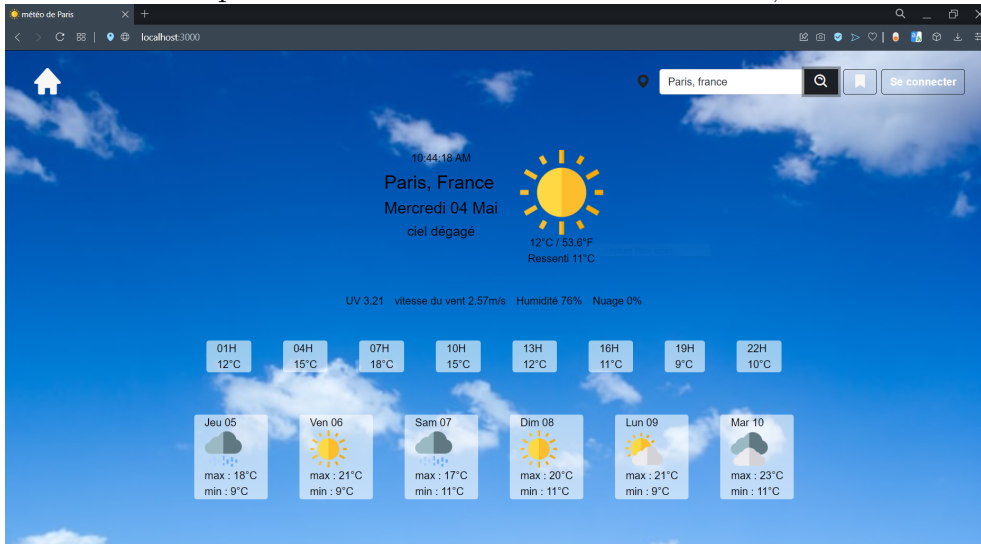 météo de Paris
localhost:3000
Paris, france
Se connecter
10:44:18 AM
Paris, France
Mercredi 04 Mai
ciel dégagé
12°C / 53.6°F
Ressenti 11°C
UV 3.21 vitesse du vent 2.57m/s Humidité 76% Nuage 0%
01H 04H 07H 10H 13H 16H 19H 22H
12°C 15°C 18°C 15°C 12°C 11°C 9°C 10°C
Jeu 05 Ven 06 Sam 07 Dim 08 Lun 09 Mar 10
max : 18°C max : 21°C max : 17°C max : 20°C max : 21°C max : 23°C
min : 9°C min : 9°C min : 11°C min : 11°C min : 9°C min : 11°C